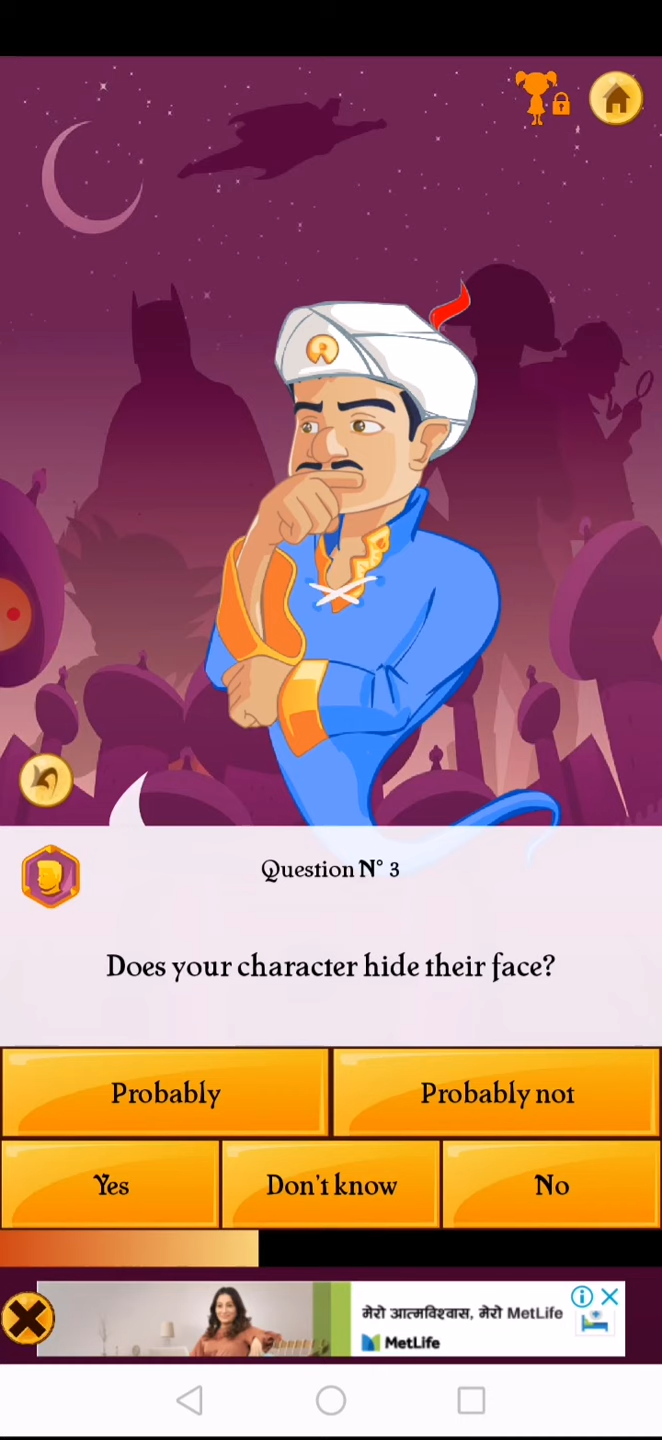 Question N° 3
Does your character hide their face?
Probably
Probably not
Yes
Don't know
No
मेरो आत्मविश्वास, मेरो MetLife
MetLife